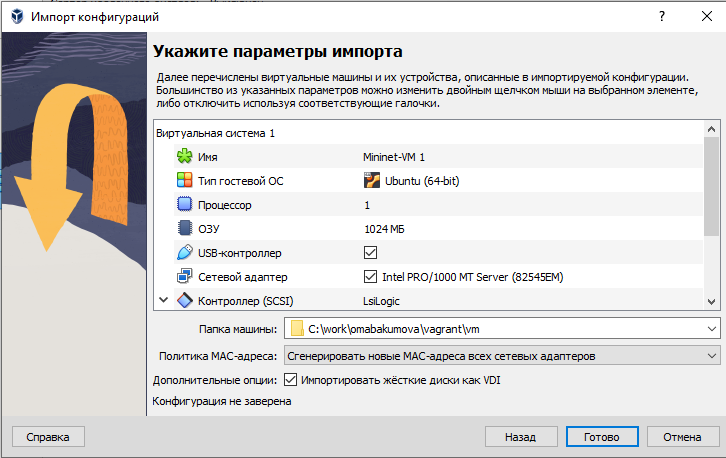 Импорт конфигураций
?
Укажите параметры импорта
Далее перечислены виртуальные машины и их устройства, описанные в импортируемой конфигурации.
Большинство из указанных параметров можно изменить двойным щелчком мыши на выбранном элементе,
либо отключить используя соответствующие галочки.
Виртуальная система 1
Имя Mininet-VM 1
Тип гостевой ОС Ubuntu (64-bit)
Процессор 1
ОЗУ 1024 МБ
USB-контроллер
Сетевой адаптер Intel PRO/1000 MT Server (82545EM)
Контроллер (SCSI) LsiLogic
Папка машины: C:\work\omabakumova\vagrant\vm
Политика MAC-адреса: Сгенерировать новые MAC-адреса всех сетевых адаптеров
Дополнительные опции: Импортировать жёсткие диски как VDI
Конфигурация не заверена
Справка Назад Готово Отмена